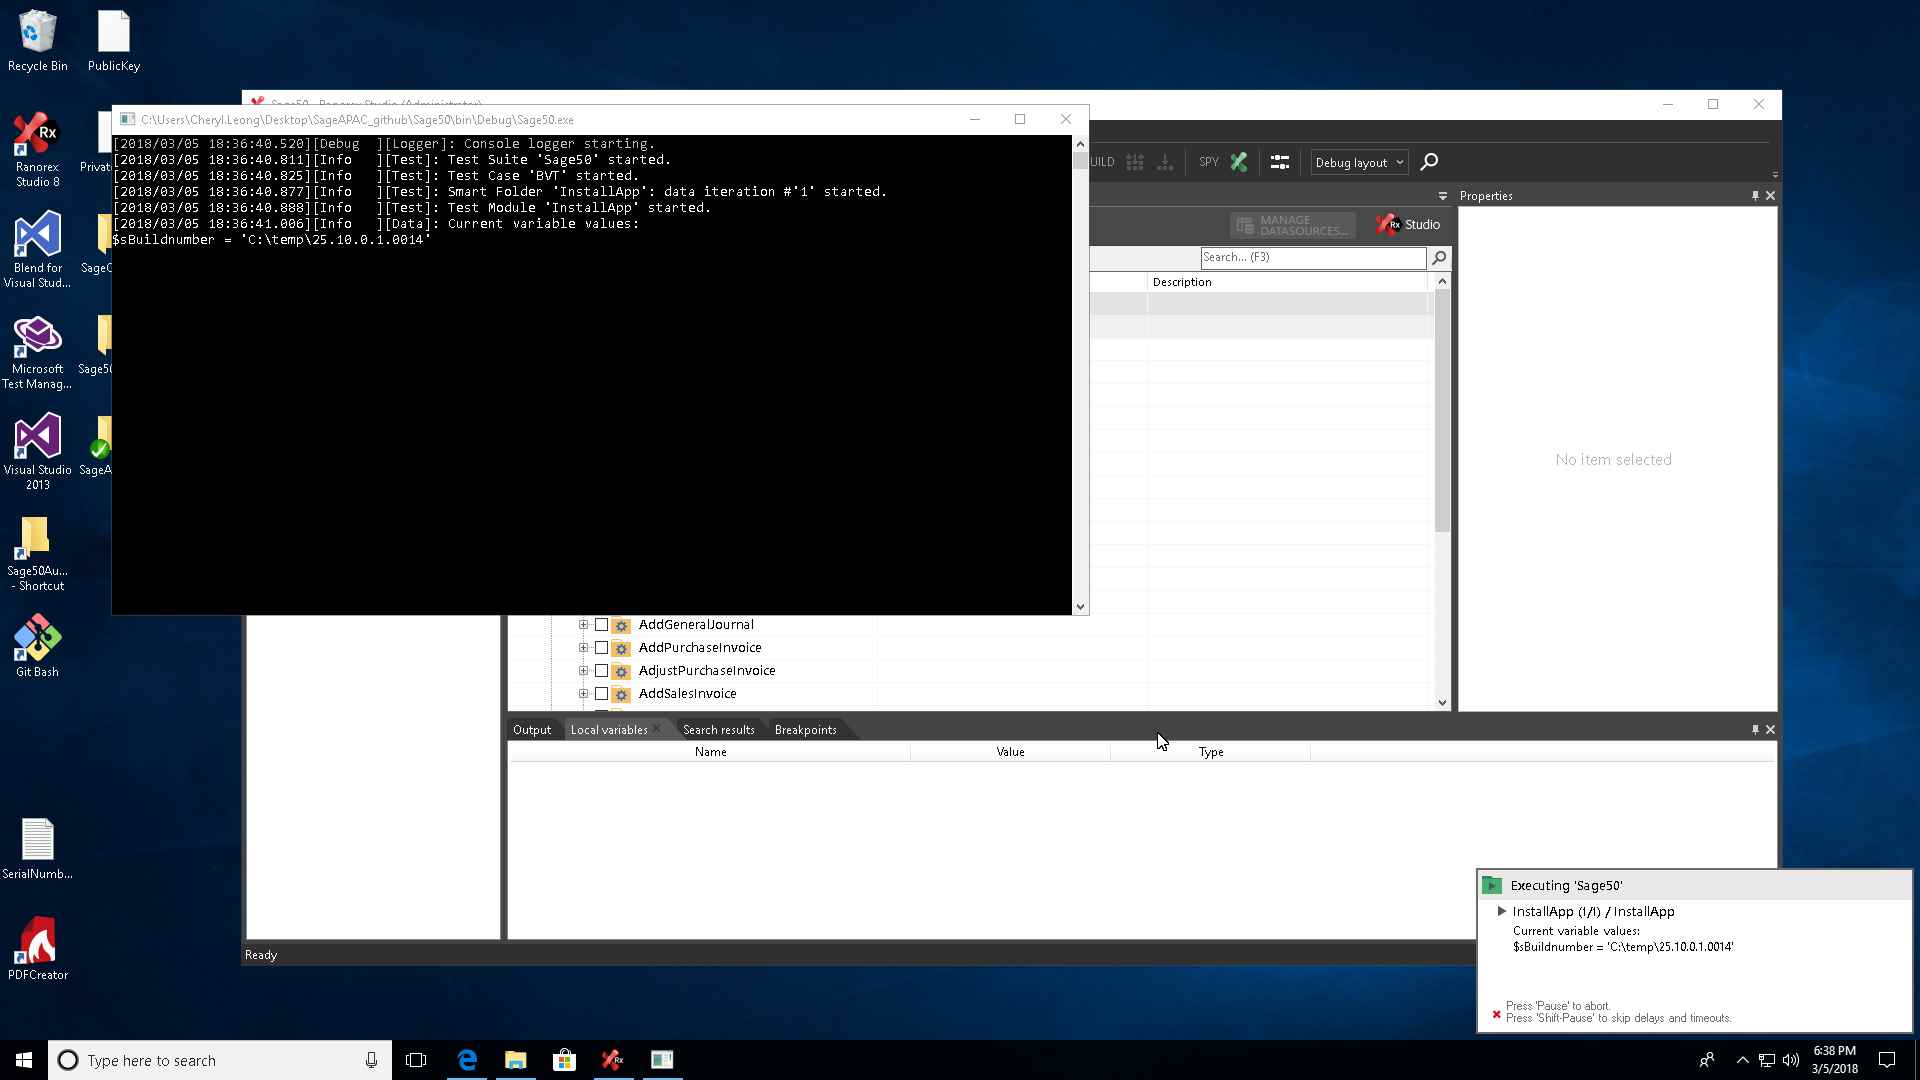 Recycle Bin
PublicKey
Ranorex
Studio 8
Privat
Blend for
Visual Stud...
SageC
Microsoft
Test Manag...
Sage50
Visual Studio
2013
SageA
Sage50Au...
- Shortcut
Git Bash
SerialNumb...
PDFCreator
Sage50 - Ranorex Studio (Administrator)
C:\Users\Cheryl.Leong\Desktop\SageAPAC_github\Sage50\bin\Debug\Sage50.exe
[2018/03/05 18:36:40.520][Debug  ][Logger]: Console logger starting.
[2018/03/05 18:36:40.811][Info   ][Test]: Test Suite 'Sage50' started.
[2018/03/05 18:36:40.825][Info   ][Test]: Test Case 'BVT' started.
[2018/03/05 18:36:40.877][Info   ][Test]: Smart Folder 'InstallApp': data iteration #'1' started.
[2018/03/05 18:36:40.888][Info   ][Test]: Test Module 'InstallApp' started.
[2018/03/05 18:36:41.006][Info   ][Data]: Current variable values:
$sBuildnumber = 'C:\temp\25.10.0.1.0014'
UILD
SPY
Debug layout
MANAGE
DATASOURCES...
Rx Studio
Search... (F3)
Description
Properties
No item selected
AddGeneralJournal
AddPurchaseInvoice
AdjustPurchaseInvoice
AddSalesInvoice
Output
Local variables
Search results
Breakpoints
Name
Value
Type
Ready
Executing 'Sage50'
InstallApp (1/1) / InstallApp
Current variable values:
$sBuildnumber = 'C:\temp\25.10.0.1.0014'
Press 'Pause' to abort.
Press 'Shift-Pause' to skip delays and timeouts.
Type here to search
6:38 PM
3/5/2018